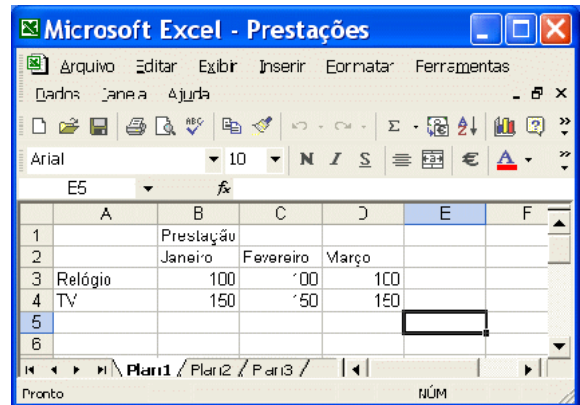 Microsoft Excel - Prestações
Arquivo Editar Exibir Inserir Formatar Ferramentas
Dados Janela Ajuda
Arial 10 N I S € A
E5 fx
A B C D E F
1 Prestação
2 Janeiro Fevereiro Março
3 Relógio 100 100 100
4 TV 150 150 150
5
6
Plan1 Plan2 Plan3
Pronto NÚM